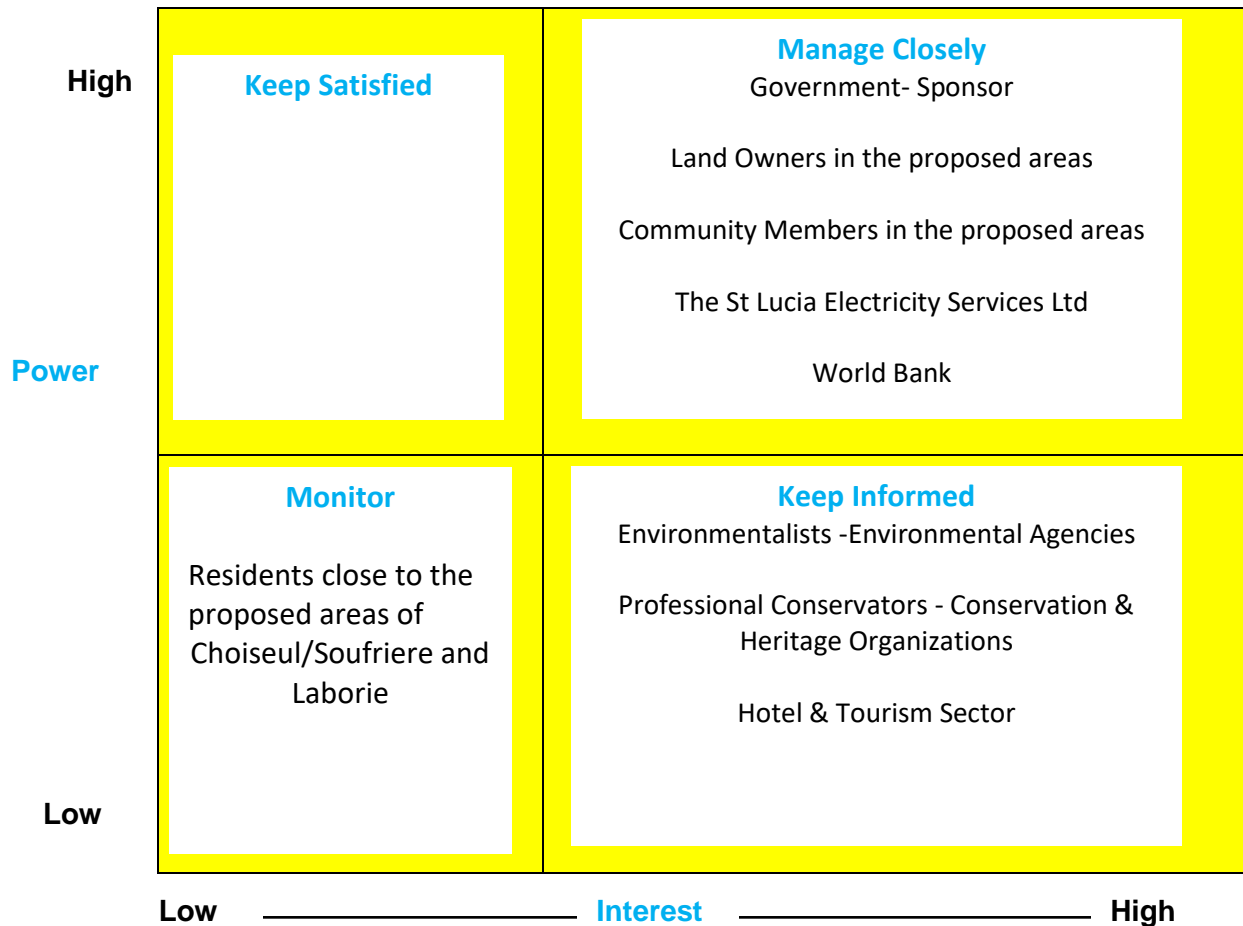 High
Keep Satisfied
Manage Closely
Government- Sponsor
Land Owners in the proposed areas
Community Members in the proposed areas
The St Lucia Electricity Services Ltd
World Bank
Power
Monitor
Residents close to the
proposed areas of
Choiseul/Soufriere and
Laborie
Keep Informed
Environmentalists -Environmental Agencies
Professional Conservators - Conservation &
Heritage Organizations
Hotel & Tourism Sector
Low
Low Interest High